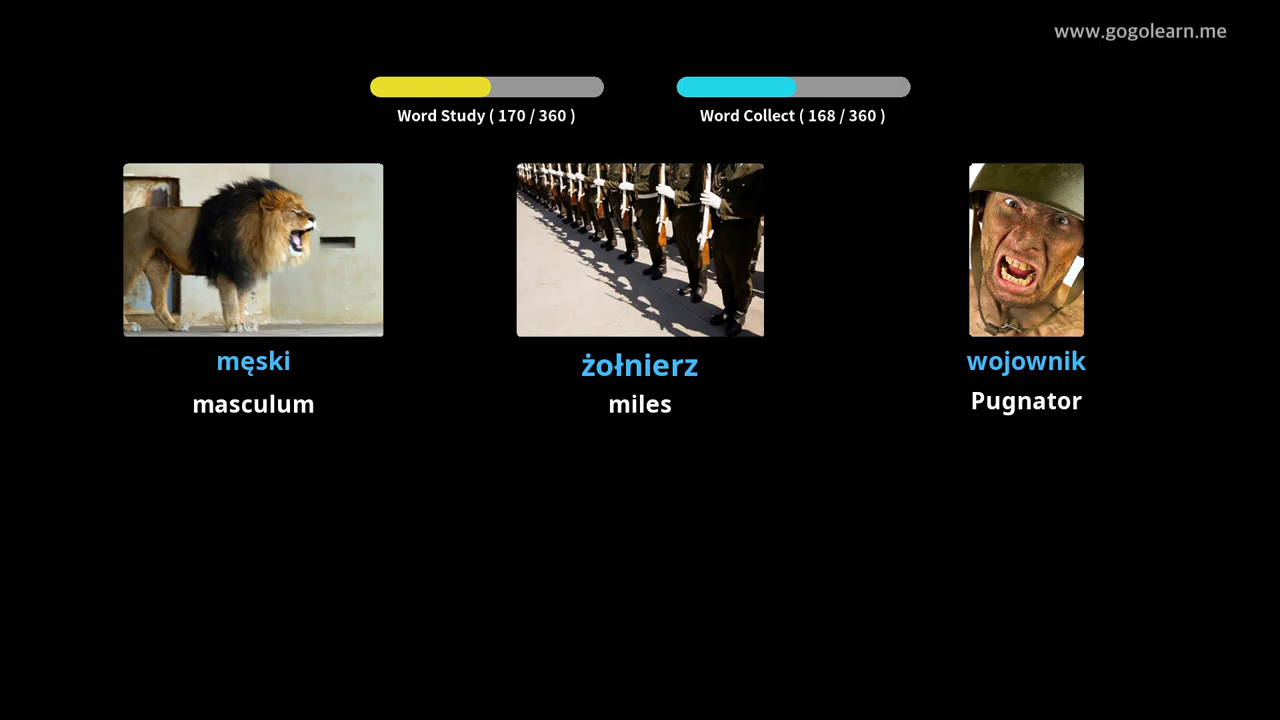 www.gogolearn.me
Word Study ( 170 / 360 )
Word Collect ( 168 / 360 )
męski
żołnierz
wojownik
masculum
miles
Pugnator